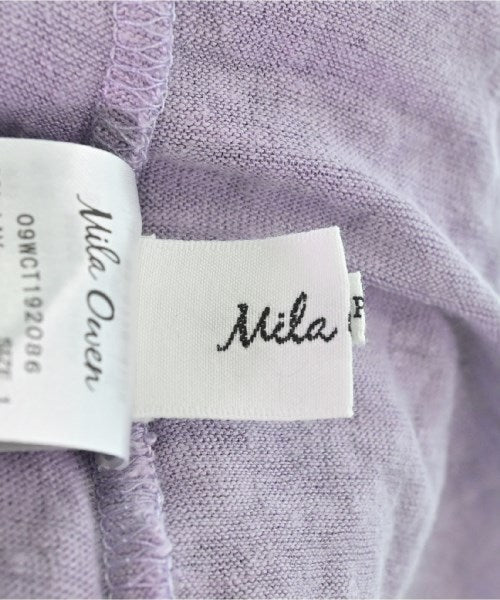 Mila Owen
09WCT192086
SIZE 1
Mila
F